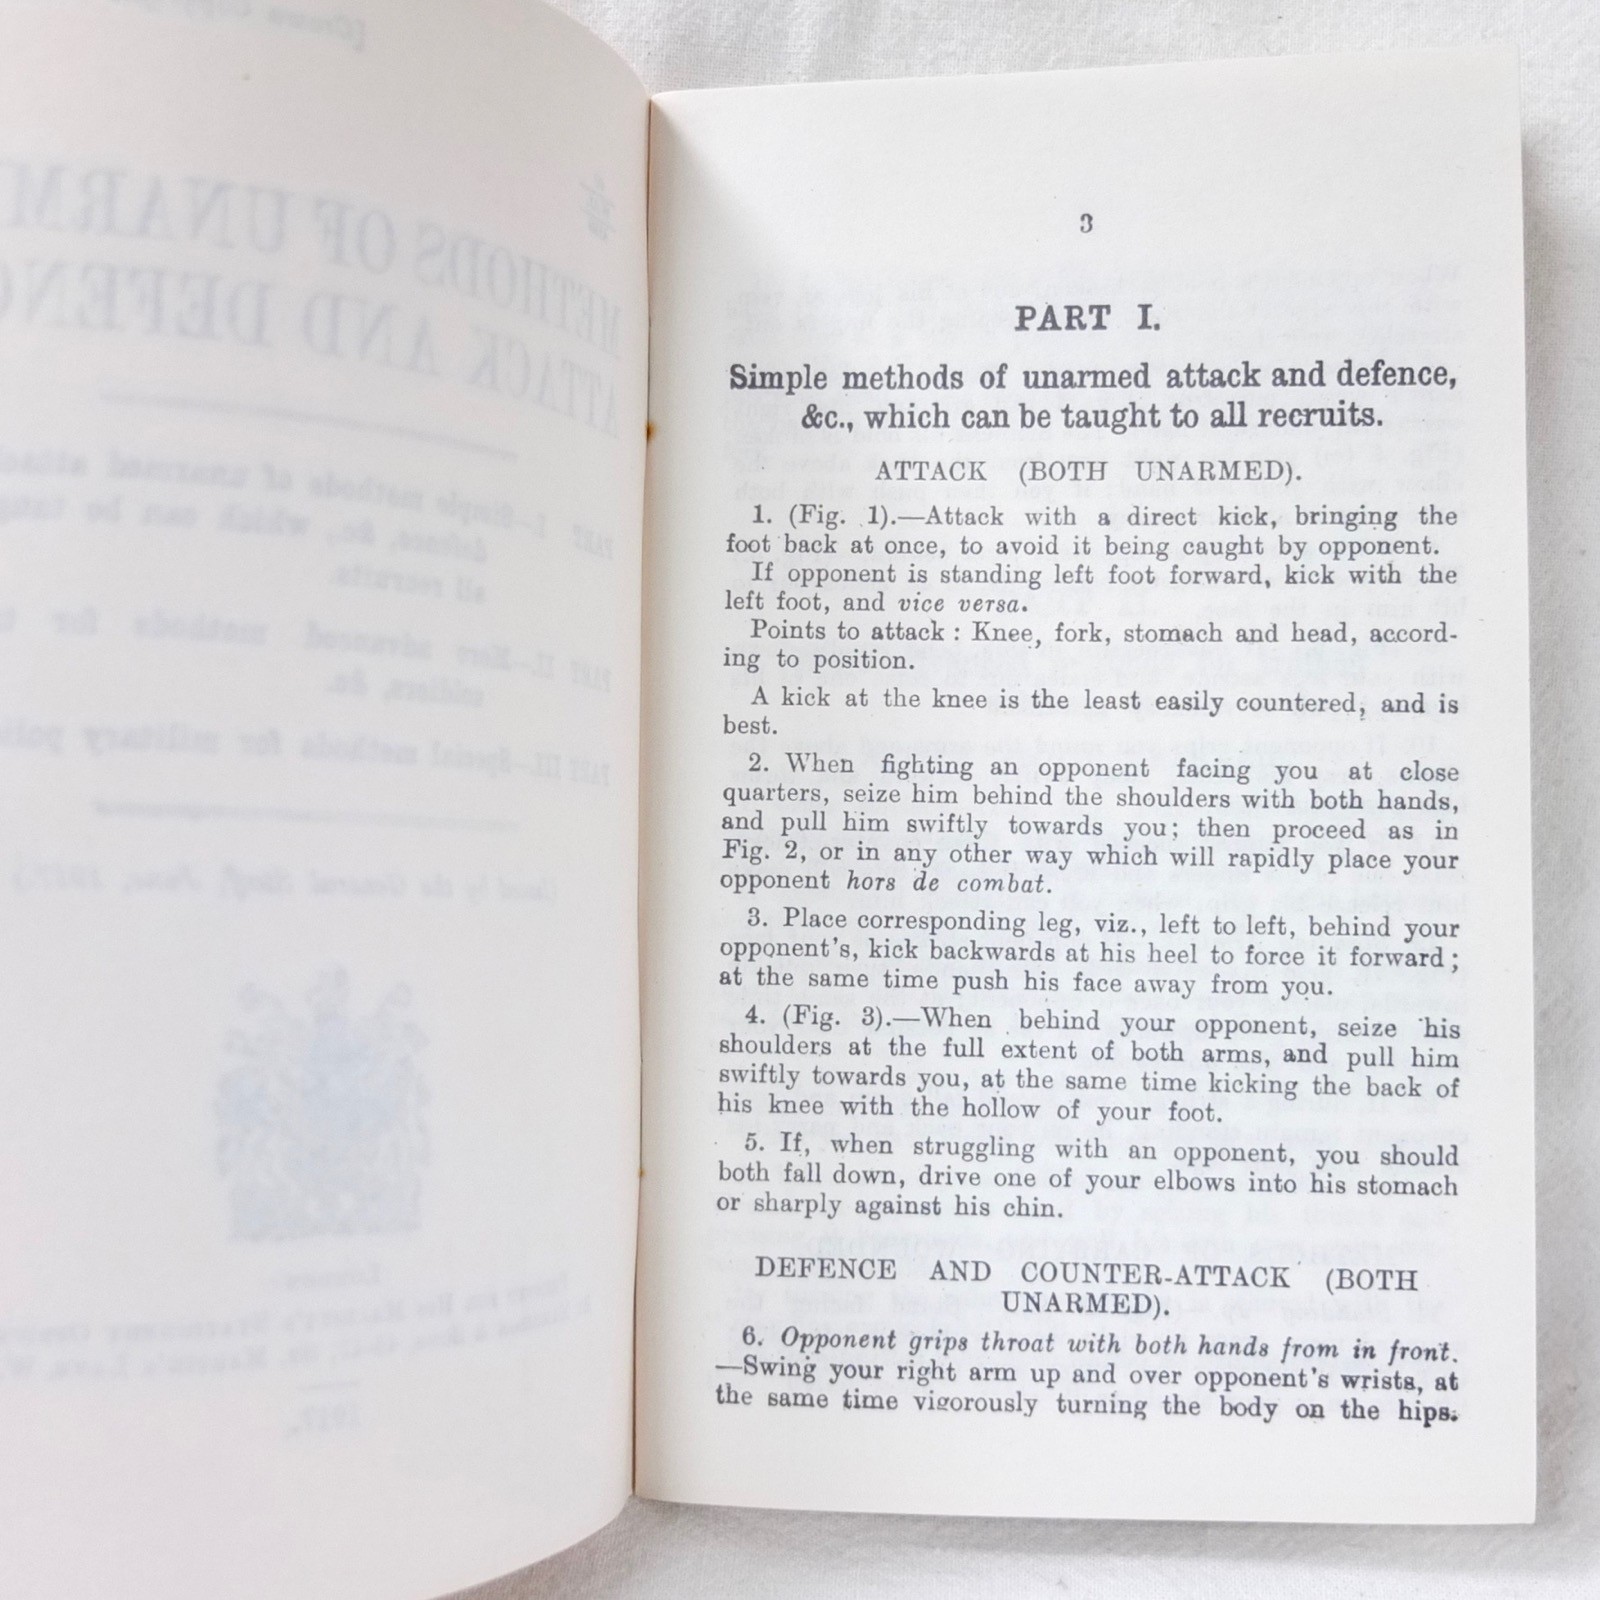 3
PART I.
Simple methods of unarmed attack and defence,
&c., which can be taught to all recruits.
ATTACK (BOTH UNARMED).
1. (Fig. 1).—Attack with a direct kick, bringing the
foot back at once, to avoid it being caught by opponent.
If opponent is standing left foot forward, kick with the
left foot, and vice versa.
Points to attack : Knee, fork, stomach and head, accord-
ing to position.
A kick at the knee is the least easily countered, and is
best.
2. When fighting an opponent facing you at close
quarters, seize him behind the shoulders with both hands,
and pull him swiftly towards you; then proceed as in
Fig. 2, or in any other way which will rapidly place your
opponent hors de combat.
3. Place corresponding leg, viz., left to left, behind your
opponent's, kick backwards at his heel to force it forward;
at the same time push his face away from you.
4. (Fig. 3).—When behind your opponent, seize his
shoulders at the full extent of both arms, and pull him
swiftly towards you, at the same time kicking the back of
his knee with the hollow of your foot.
5. If, when struggling with an opponent, you should
both fall down, drive one of your elbows into his stomach
or sharply against his chin.
DEFENCE AND COUNTER-ATTACK (BOTH
UNARMED).
6. Opponent grips throat with both hands from in front.
—Swing your right arm up and over opponent's wrists, at
the same time vigorously turning the body on the hips.